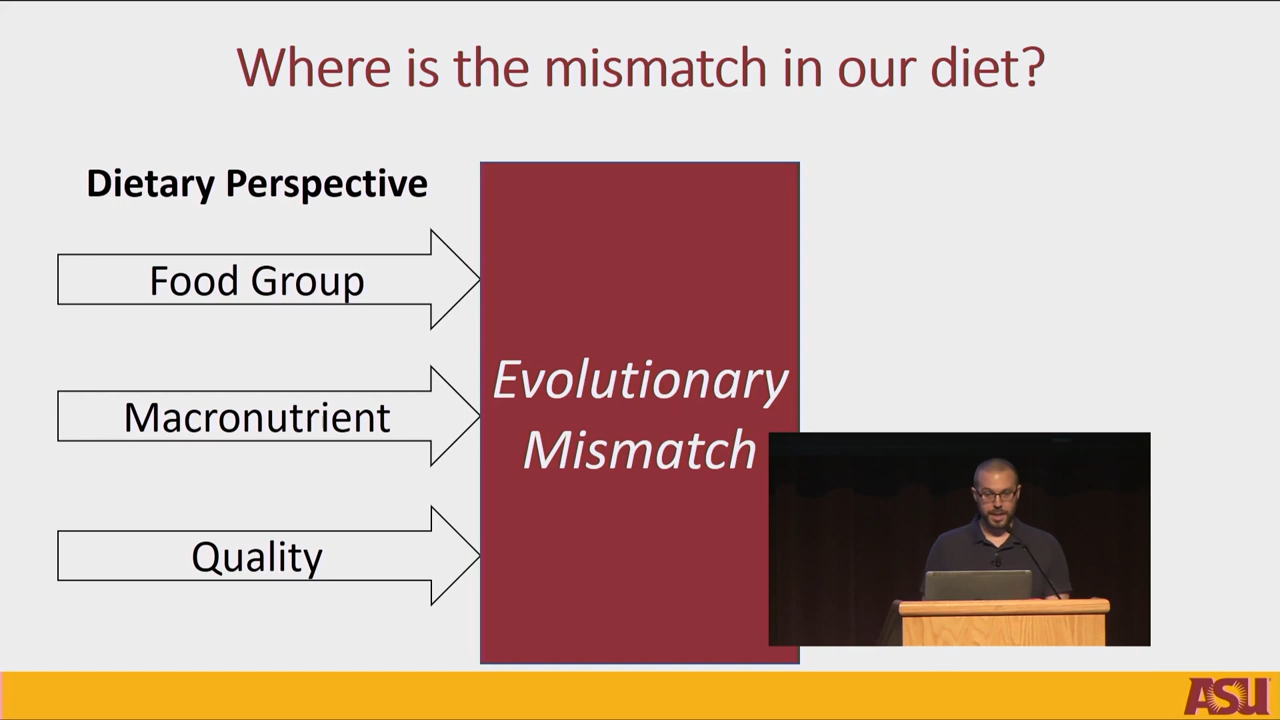 Where is the mismatch in our diet?
Dietary Perspective
Food Group
Macronutrient
Quality
Evolutionary
Mismatch
ASU